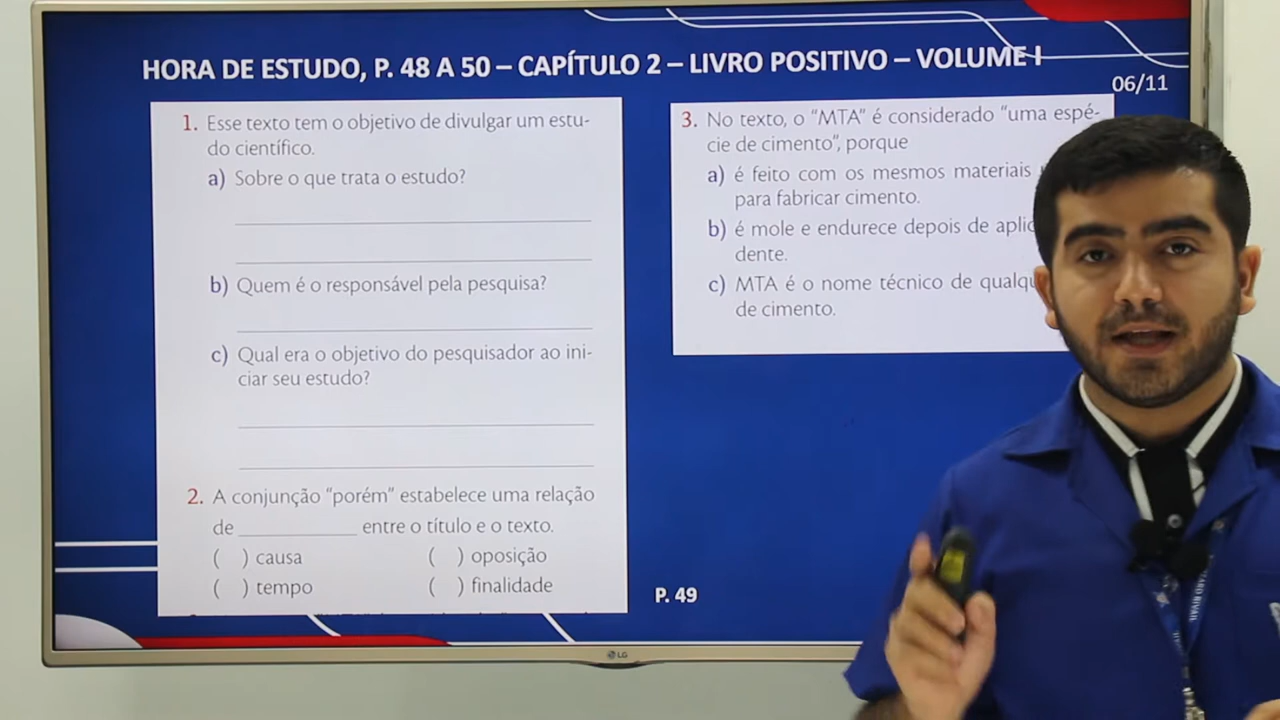 HORA DE ESTUDO, P. 48 A 50 – CAPÍTULO 2 – LIVRO POSITIVO – VOLUME I
06/11
1. Esse texto tem o objetivo de divulgar um estu-
do científico.
a) Sobre o que trata o estudo?
b) Quem é o responsável pela pesquisa?
c) Qual era o objetivo do pesquisador ao ini-
ciar seu estudo?
2. A conjunção "porém" estabelece uma relação
de ____________ entre o título e o texto.
( ) causa ( ) oposição
( ) tempo ( ) finalidade
3. No texto, o "MTA" é considerado "uma espé-
cie de cimento", porque
a) é feito com os mesmos materiais
para fabricar cimento.
b) é mole e endurece depois de
dente.
c) MTA é o nome técnico de
de cimento.
P. 49
LG